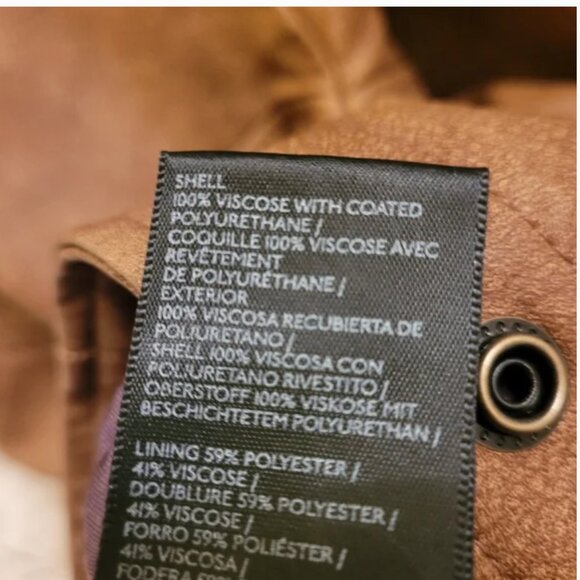 SHELL
100% VISCOSE WITH COATED
POLYURETHANE /
COQUILLE 100% VISCOSE AVEC
REVÊTEMENT
DE POLYURÉTHANE /
EXTERIOR
100% VISCOSA RECUBIERTA DE
POLIURETANO /
SHELL 100% VISCOSA CON
POLIURETANO RIVESTITO /
OBERSTOFF 100% VISKOSE MIT
BESCHICHTETEM POLYURETHAN /
LINING 59% POLYESTER /
41% VISCOSE /
DOUBLURE 59% POLYESTER /
41% VISCOSE /
FORRO 59% POLIÉSTER /
41% VISCOSA /
FODERA 59%